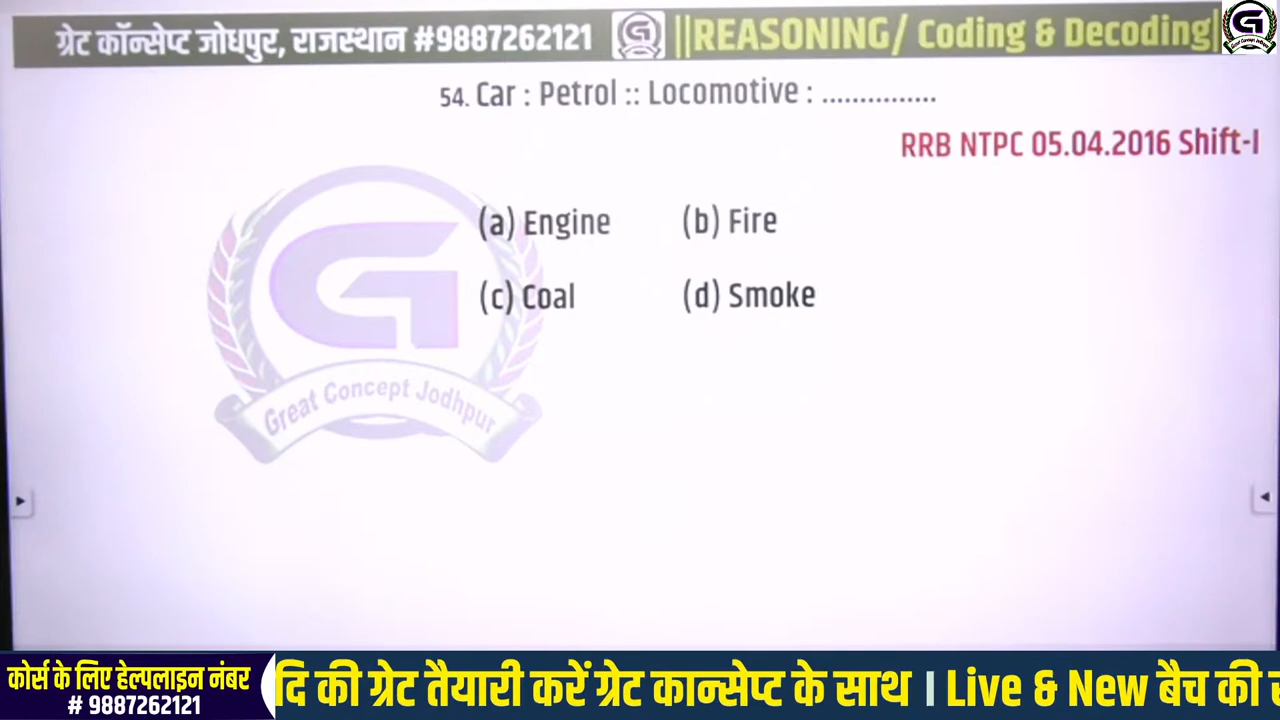 ग्रेट कॉन्सेप्ट जोधपुर, राजस्थान #9887262121 ||REASONING/ Coding & Decoding|
54. Car : Petrol :: Locomotive : ...............
RRB NTPC 05.04.2016 Shift-I
(a) Engine (b) Fire
(c) Coal (d) Smoke
Great Concept Jodhpur
कोर्स के लिए हेल्पलाइन नंबर
# 9887262121
दि की ग्रेट तैयारी करें ग्रेट कान्सेप्ट के साथ । Live & New बैच की